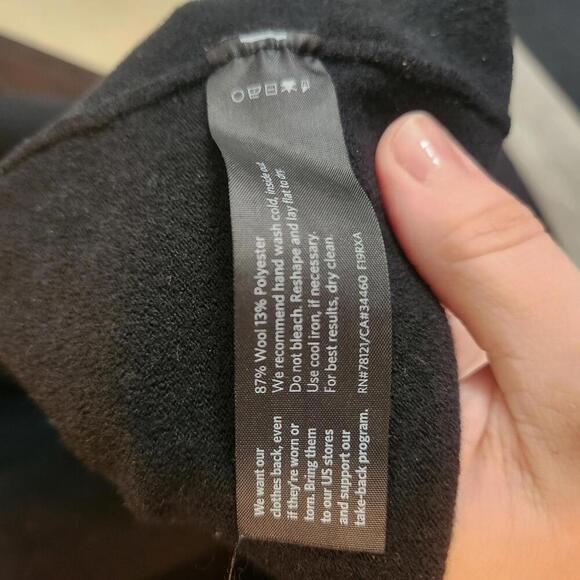 87% Wool 13% Polyester
We recommend hand wash cold, inside out.
Do not bleach. Reshape and lay flat to dry.
Use cool iron, if necessary.
For best results, dry clean.
RN#78121/CA#34460 F19RXA
We want our
clothes back, even
if they're worn or
torn. Bring them
to our US stores
and support our
take-back program.